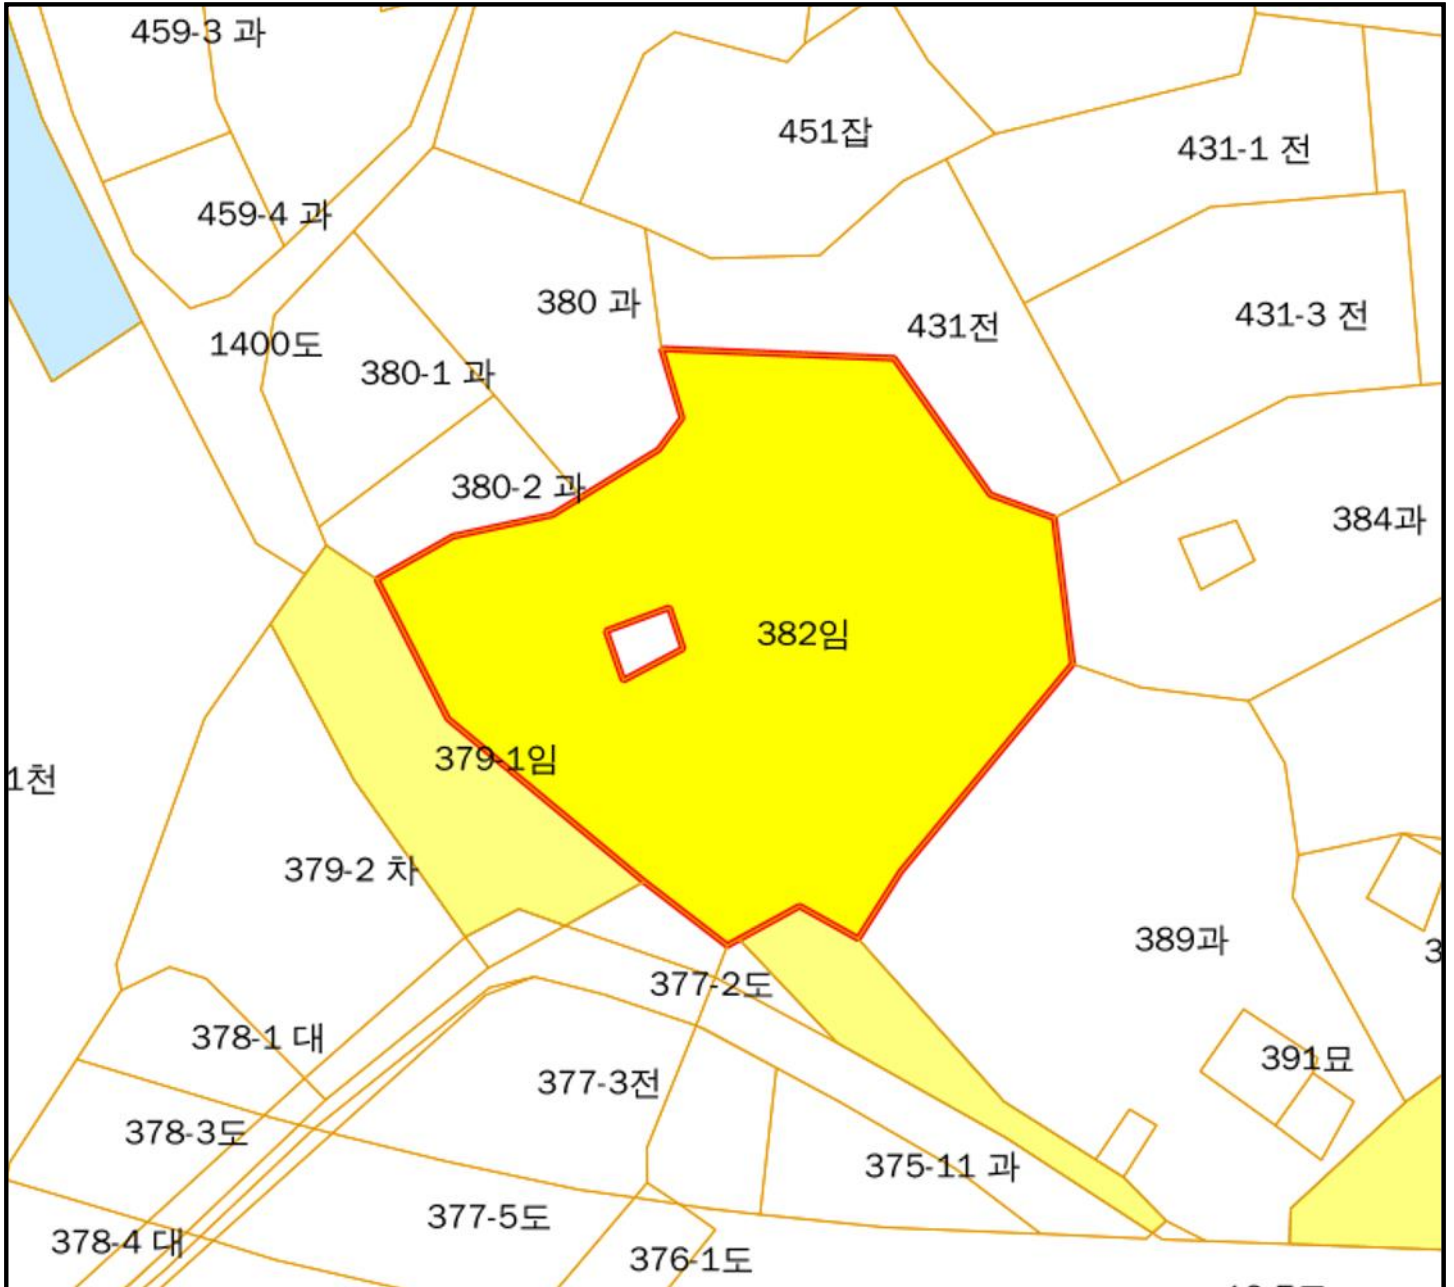 459-3 과
451잡
431-1 전
459-4 과
380 과
431-3 전
431전
1400도
380-1 과
380-2 과
384과
382임
379-1임
1천
379-2 차
389과
3
377-2도
378-1 대
391묘
377-3전
378-3도
375-11 과
377-5도
378-4 대
376-1도